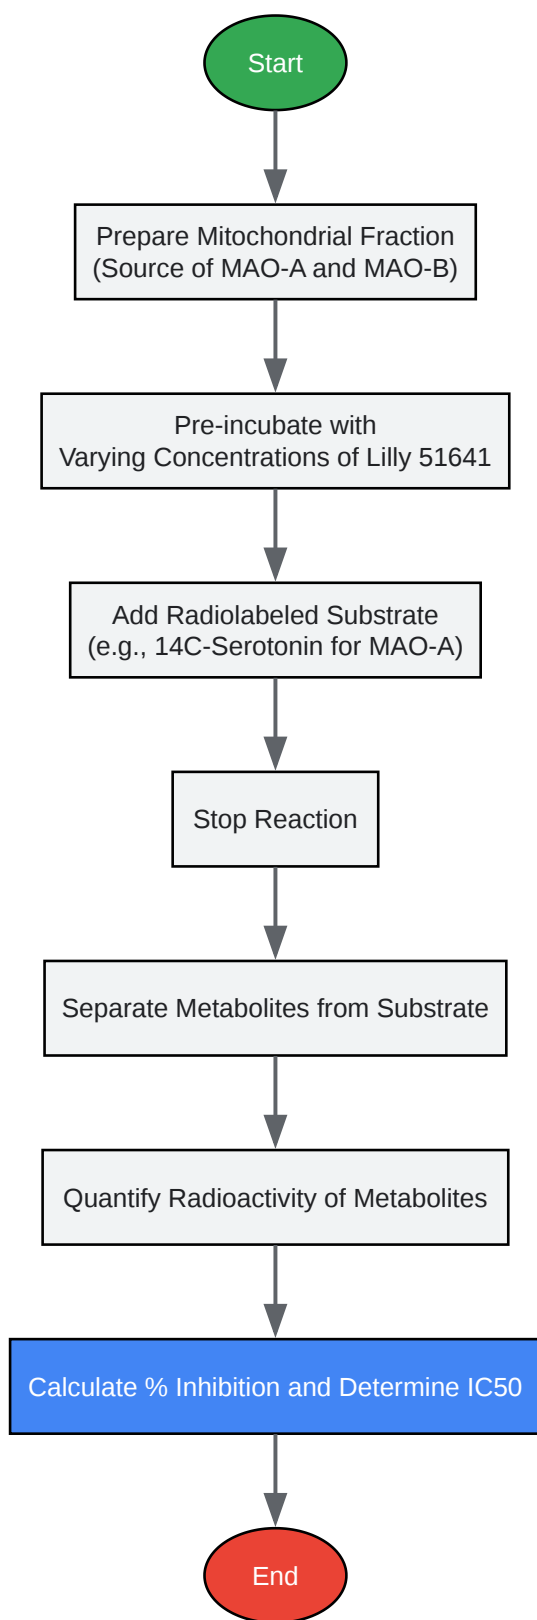 Start
Prepare Mitochondrial Fraction
(Source of MAO-A and MAO-B)
Pre-incubate with
Varying Concentrations of Lilly 51641
Add Radiolabeled Substrate
(e.g., 14C-Serotonin for MAO-A)
Stop Reaction
Separate Metabolites from Substrate
Quantify Radioactivity of Metabolites
Calculate % Inhibition and Determine IC50
End